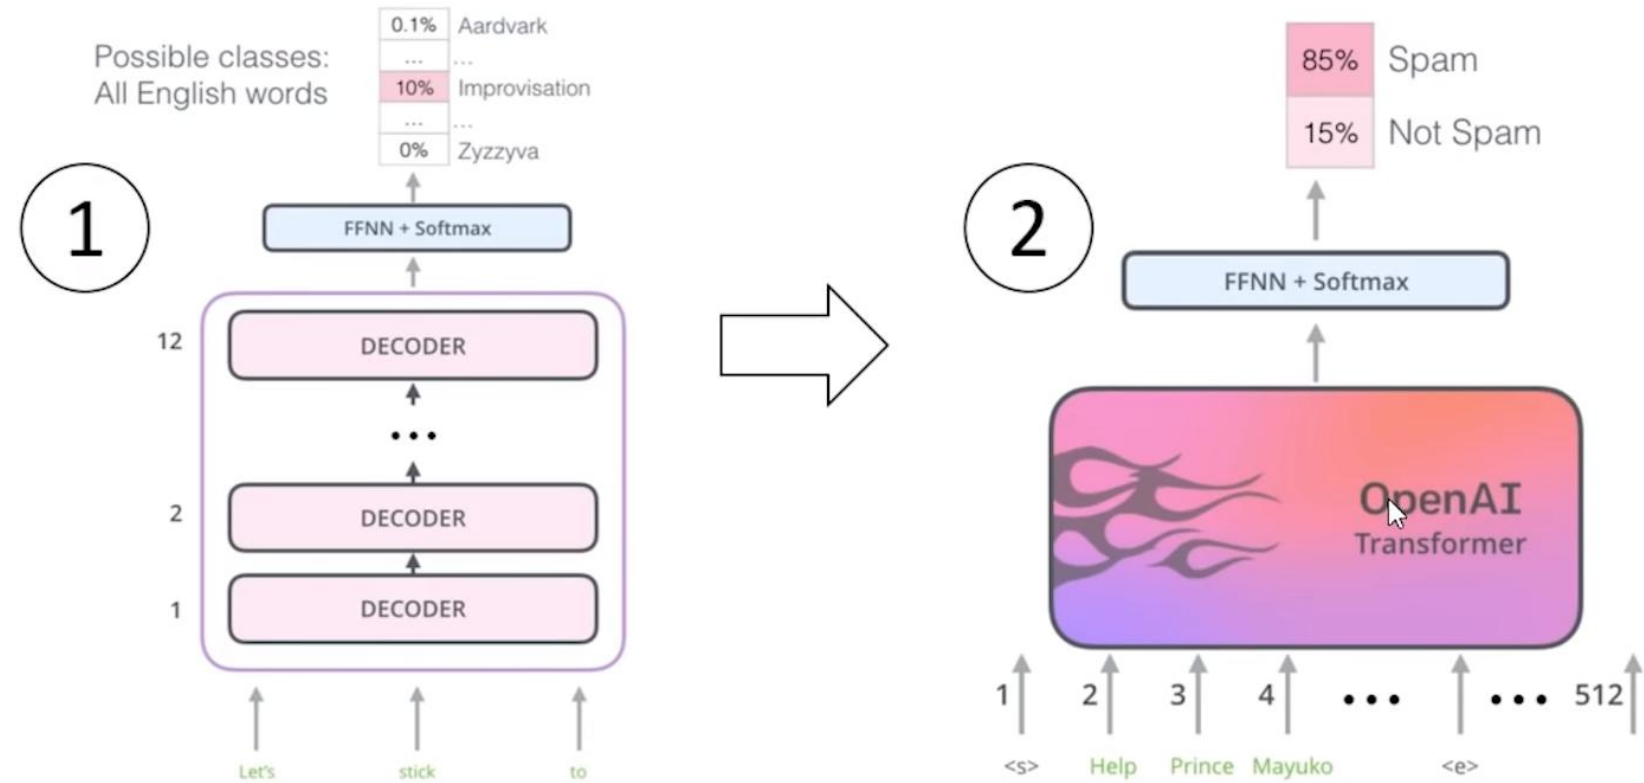 Possible classes:
All English words
0.1% Aardvark
... ...
10% Improvisation
... ...
0% Zyzzyva
1
FFNN + Softmax
12
DECODER
...
2
DECODER
1
DECODER
Let's stick to
85% Spam
15% Not Spam
2
FFNN + Softmax
OpenAI
Transformer
1 2 3 4 ... ... 512
<s> Help Prince Mayuko <e>